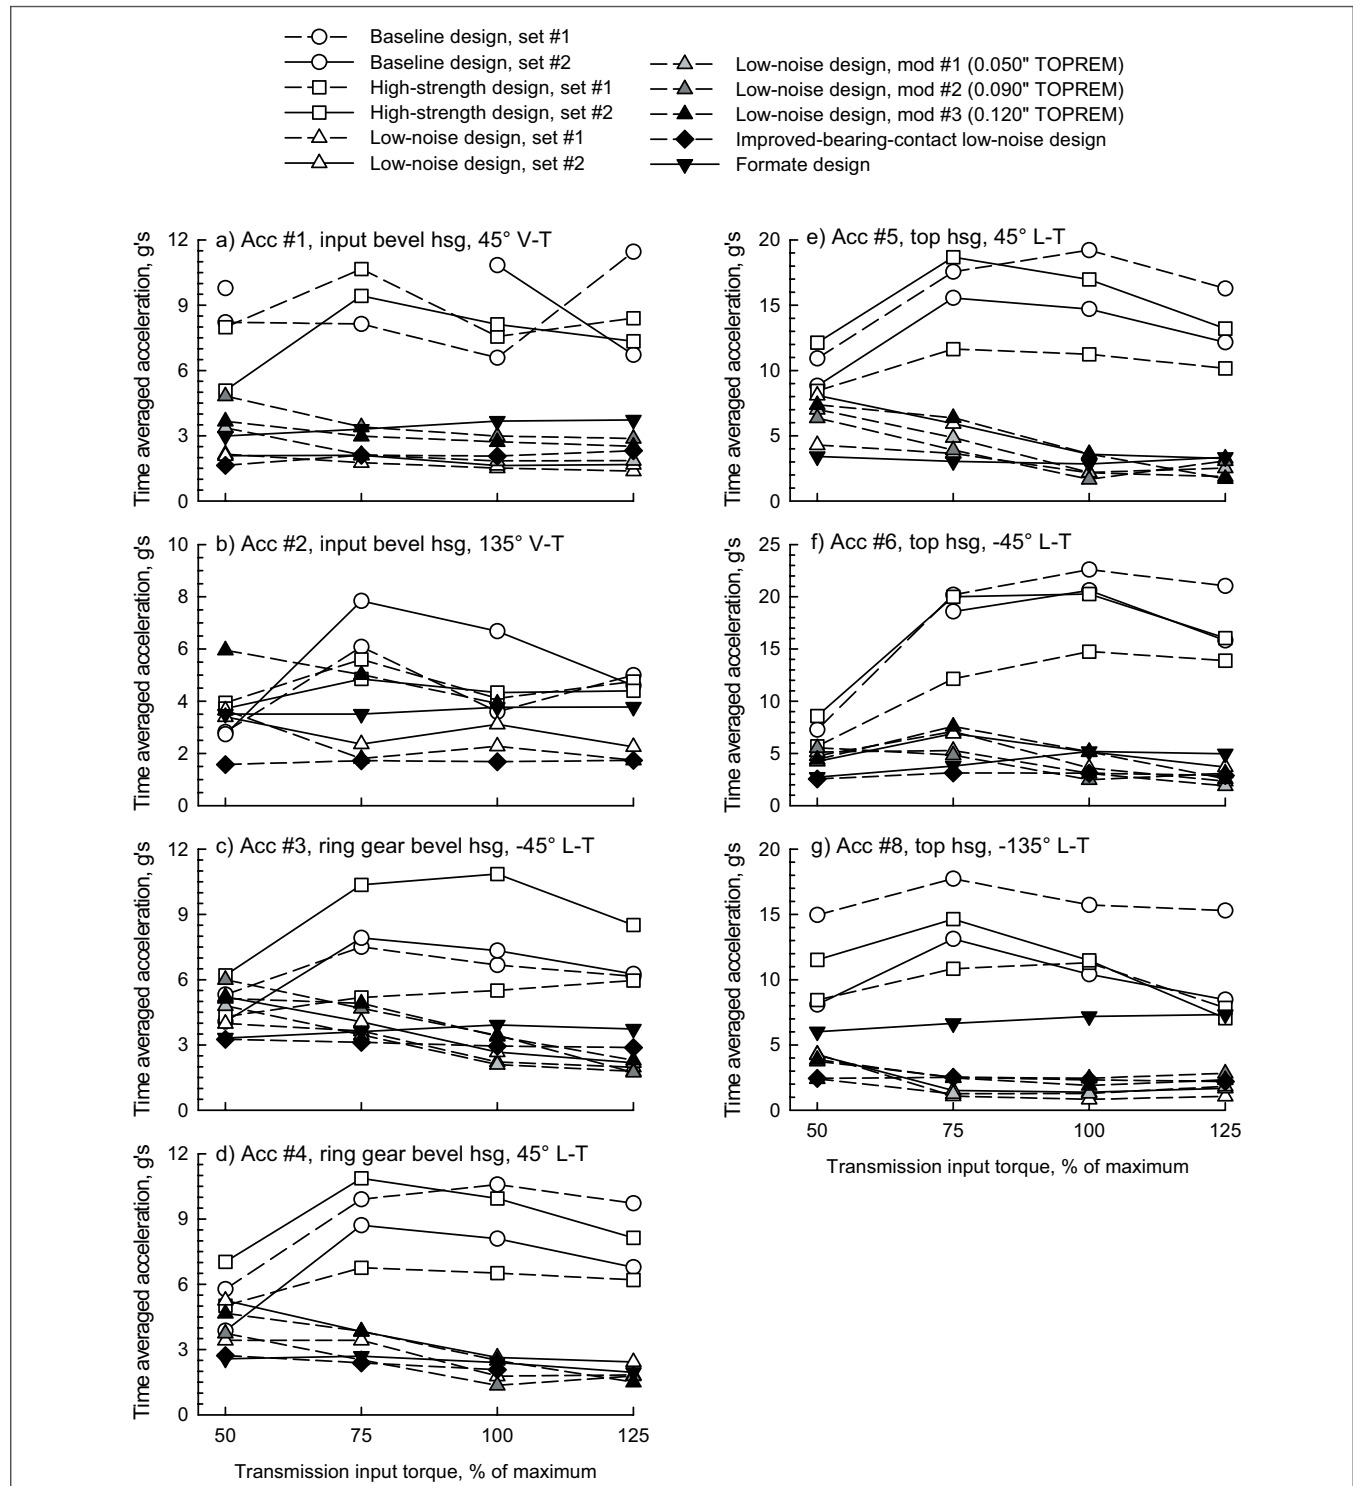 Baseline design, set #1
Baseline design, set #2
High-strength design, set #1
High-strength design, set #2
Low-noise design, set #1
Low-noise design, set #2
Low-noise design, mod #1 (0.050" TOPREM)
Low-noise design, mod #2 (0.090" TOPREM)
Low-noise design, mod #3 (0.120" TOPREM)
Improved-bearing-contact low-noise design
Formate design
a) Acc #1, input bevel hsg, 45° V-T
Time averaged acceleration, g's
12
9
6
3
0
b) Acc #2, input bevel hsg, 135° V-T
Time averaged acceleration, g's
10
8
6
4
2
0
c) Acc #3, ring gear bevel hsg, -45° L-T
Time averaged acceleration, g's
12
9
6
3
0
d) Acc #4, ring gear bevel hsg, 45° L-T
Time averaged acceleration, g's
12
9
6
3
0
50 75 100 125
Transmission input torque, % of maximum
e) Acc #5, top hsg, 45° L-T
Time averaged acceleration, g's
20
15
10
5
0
f) Acc #6, top hsg, -45° L-T
Time averaged acceleration, g's
25
20
15
10
5
0
g) Acc #8, top hsg, -135° L-T
Time averaged acceleration, g's
20
15
10
5
0
50 75 100 125
Transmission input torque, % of maximum